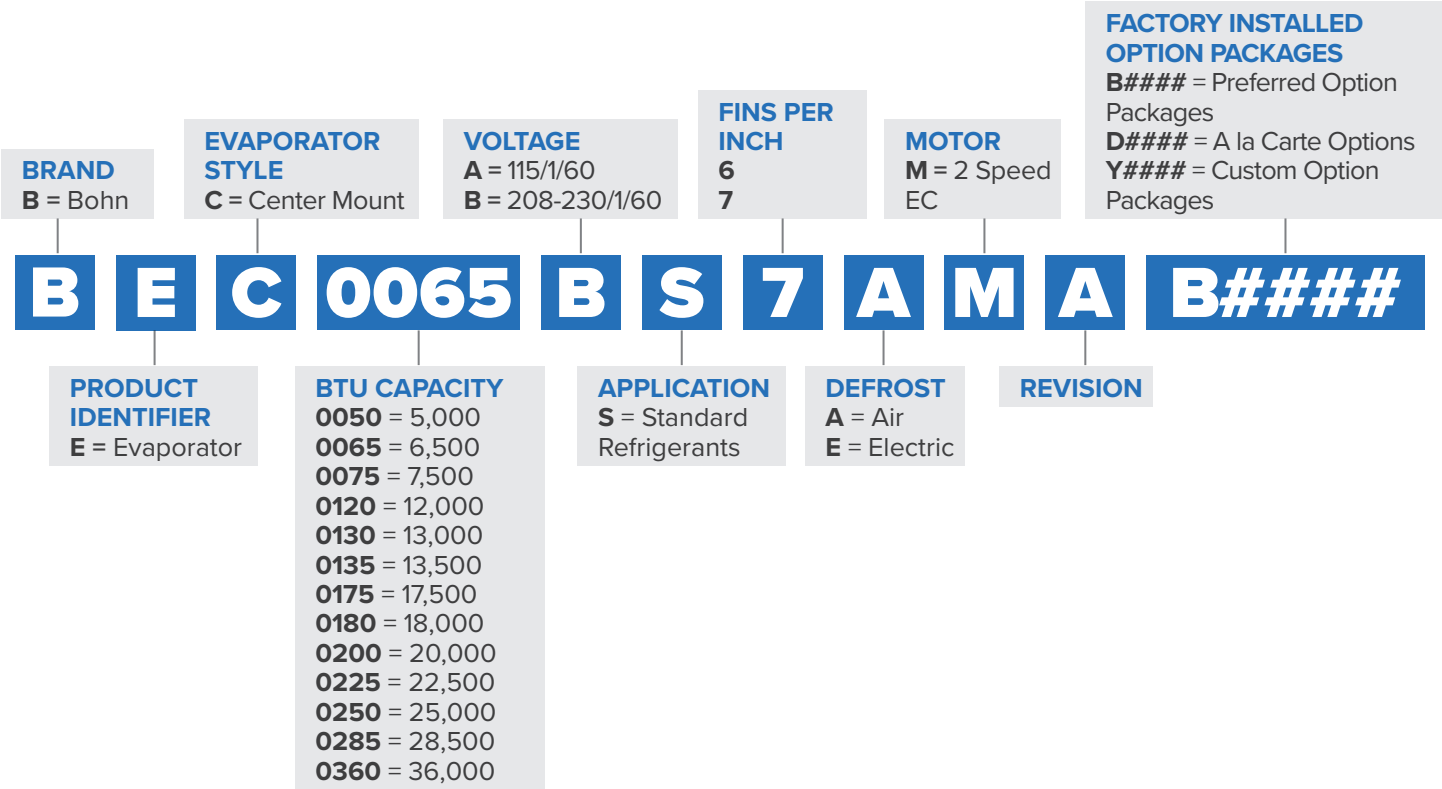 BRAND
B = Bohn
EVAPORATOR
STYLE
C = Center Mount
VOLTAGE
A = 115/1/60
B = 208-230/1/60
FINS PER
INCH
6
7
MOTOR
M = 2 Speed
EC
FACTORY INSTALLED
OPTION PACKAGES
B#### = Preferred Option
Packages
D#### = A la Carte Options
Y#### = Custom Option
Packages
B E C 0065 B S 7 A M A B####
PRODUCT
IDENTIFIER
E = Evaporator
BTU CAPACITY
0050 = 5,000
0065 = 6,500
0075 = 7,500
0120 = 12,000
0130 = 13,000
0135 = 13,500
0175 = 17,500
0180 = 18,000
0200 = 20,000
0225 = 22,500
0250 = 25,000
0285 = 28,500
0360 = 36,000
APPLICATION
S = Standard
Refrigerants
DEFROST
A = Air
E = Electric
REVISION